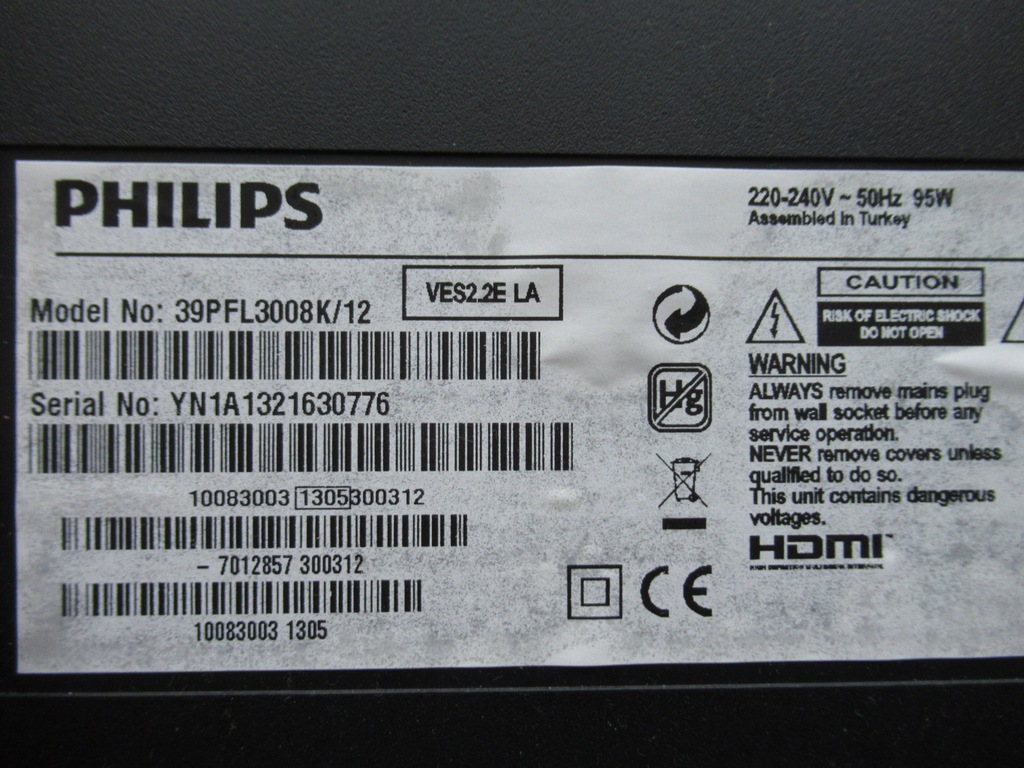 PHILIPS
220-240V ~ 50Hz 95W
Assembled in Turkey
VES2.2E LA
Model No: 39PFL3008K/12
Serial No: YN1A1321630776
10083003 1305300312
- 7012857 300312
10083003 1305
Hg
CE
CAUTION
RISK OF ELECTRIC SHOCK
DO NOT OPEN
WARNING
ALWAYS remove mains plug
from wall socket before any
service operation.
NEVER remove covers unless
qualified to do so.
This unit contains dangerous
voltages.
HDMI